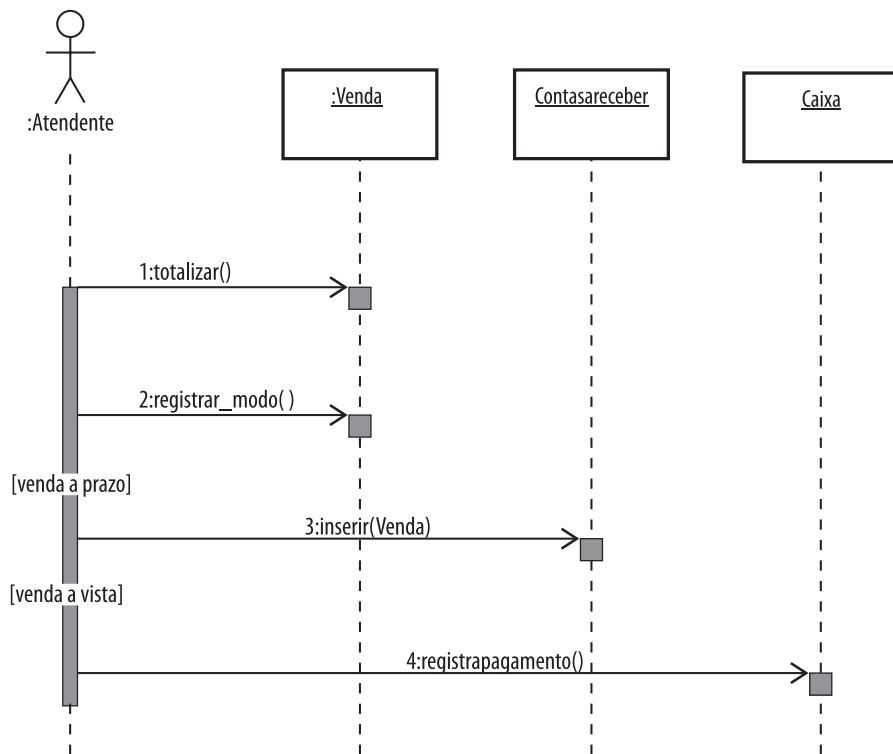 :Venda
Contasareceber
Caixa
:Atendente
1:totalizar()
2:registrar_modo( )
[venda a prazo]
3:inserir(Venda)
[venda a vista]
4:registrapagamento()